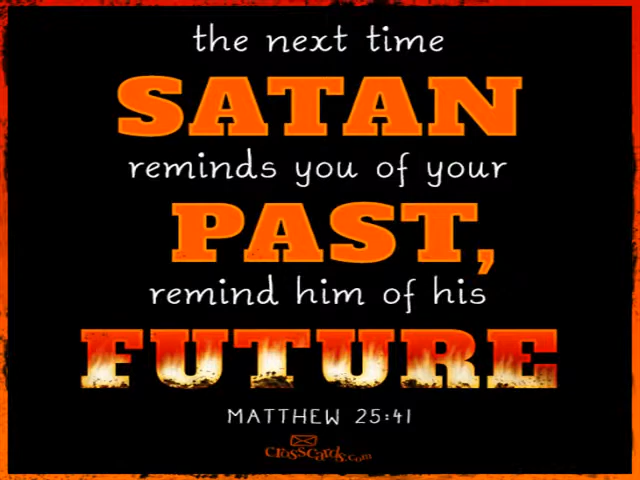 the next time
SATAN
reminds you of your
PAST,
remind him of his
FUTURE
MATTHEW 25:41
crosscards.com